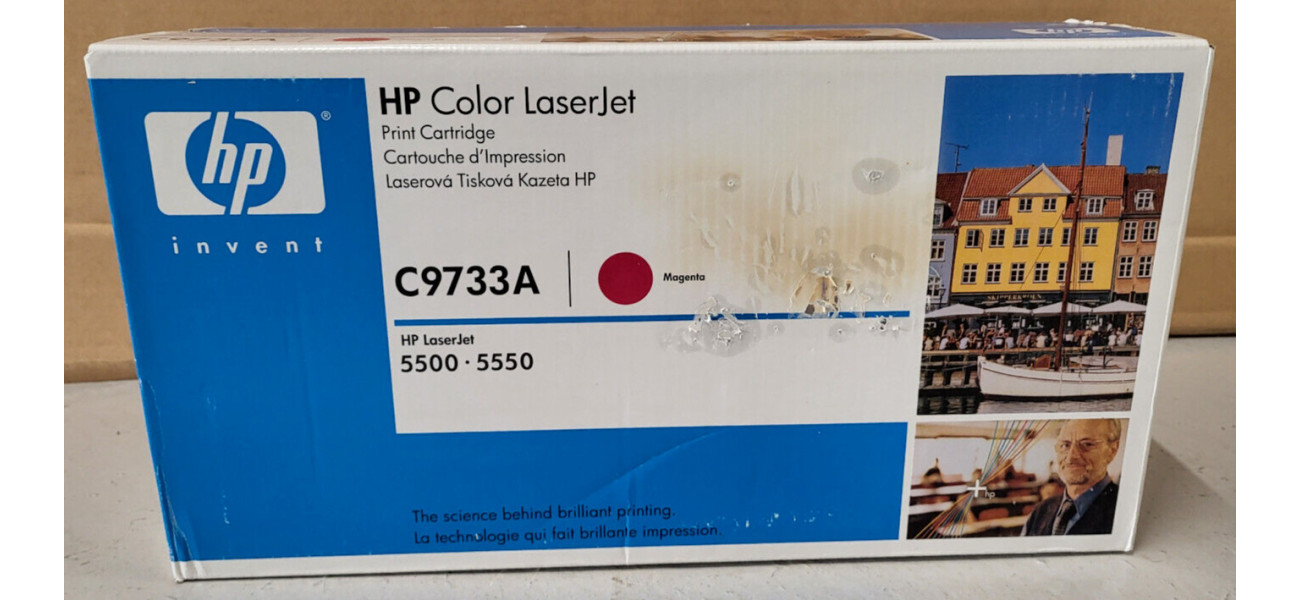 hp®
invent
HP Color LaserJet
Print Cartridge
Cartouche d'Impression
Laserová Tisková Kazeta HP
C9733A
Magenta
HP LaserJet
5500 · 5550
+hp
The science behind brilliant printing.
La technologie qui fait brillante impression.